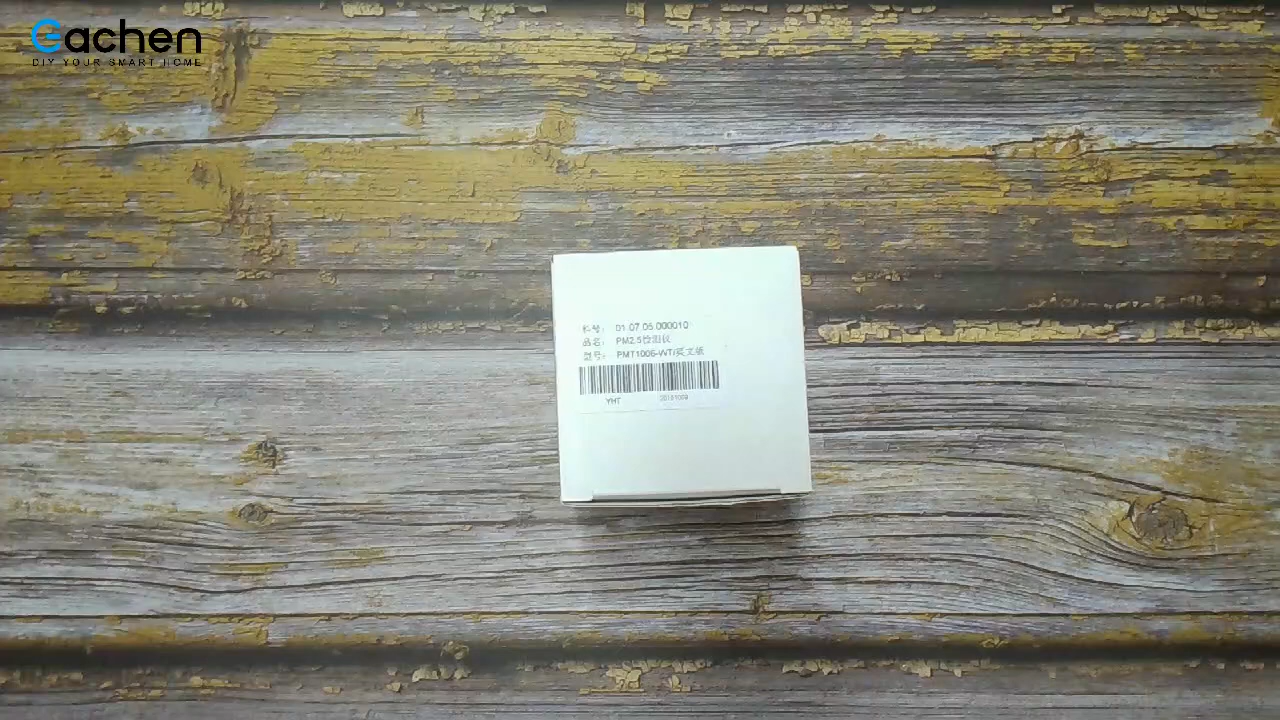 eachen
DIY YOUR SMART HOME
料号： 01.07.05.000010
品名： PM2.5检测仪
型号： PMT1006-WT/英文版
YHT 20181009